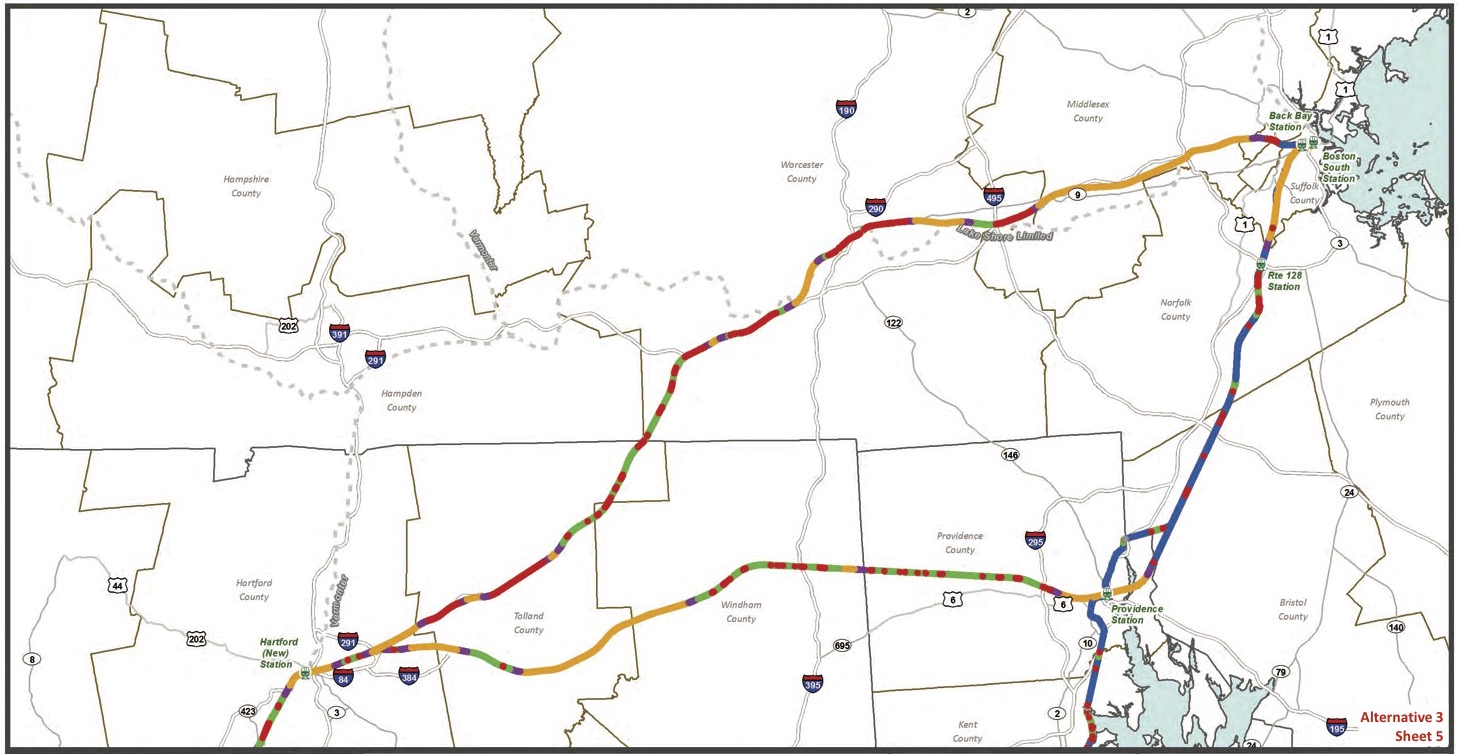 2
1
190
Middlesex
County
1
Back Bay
Station
Boston
South
Station
Hampshire
County
Worcester
County
Suffolk
County
290
495
9
1
3
Vermonter
Lake Shore Limited
Rte 128
Station
Norfolk
County
202
391
291
122
Hampden
County
Plymouth
County
146
24
295
Providence
County
44
Hartford
County
Vermonter
6
6
Providence
Station
Bristol
County
Tolland
County
Windham
County
140
202
291
Hartford
(New)
Station
8
84
384
695
395
10
79
423
3
2
Kent
County
24
195
Alternative 3
Sheet 5